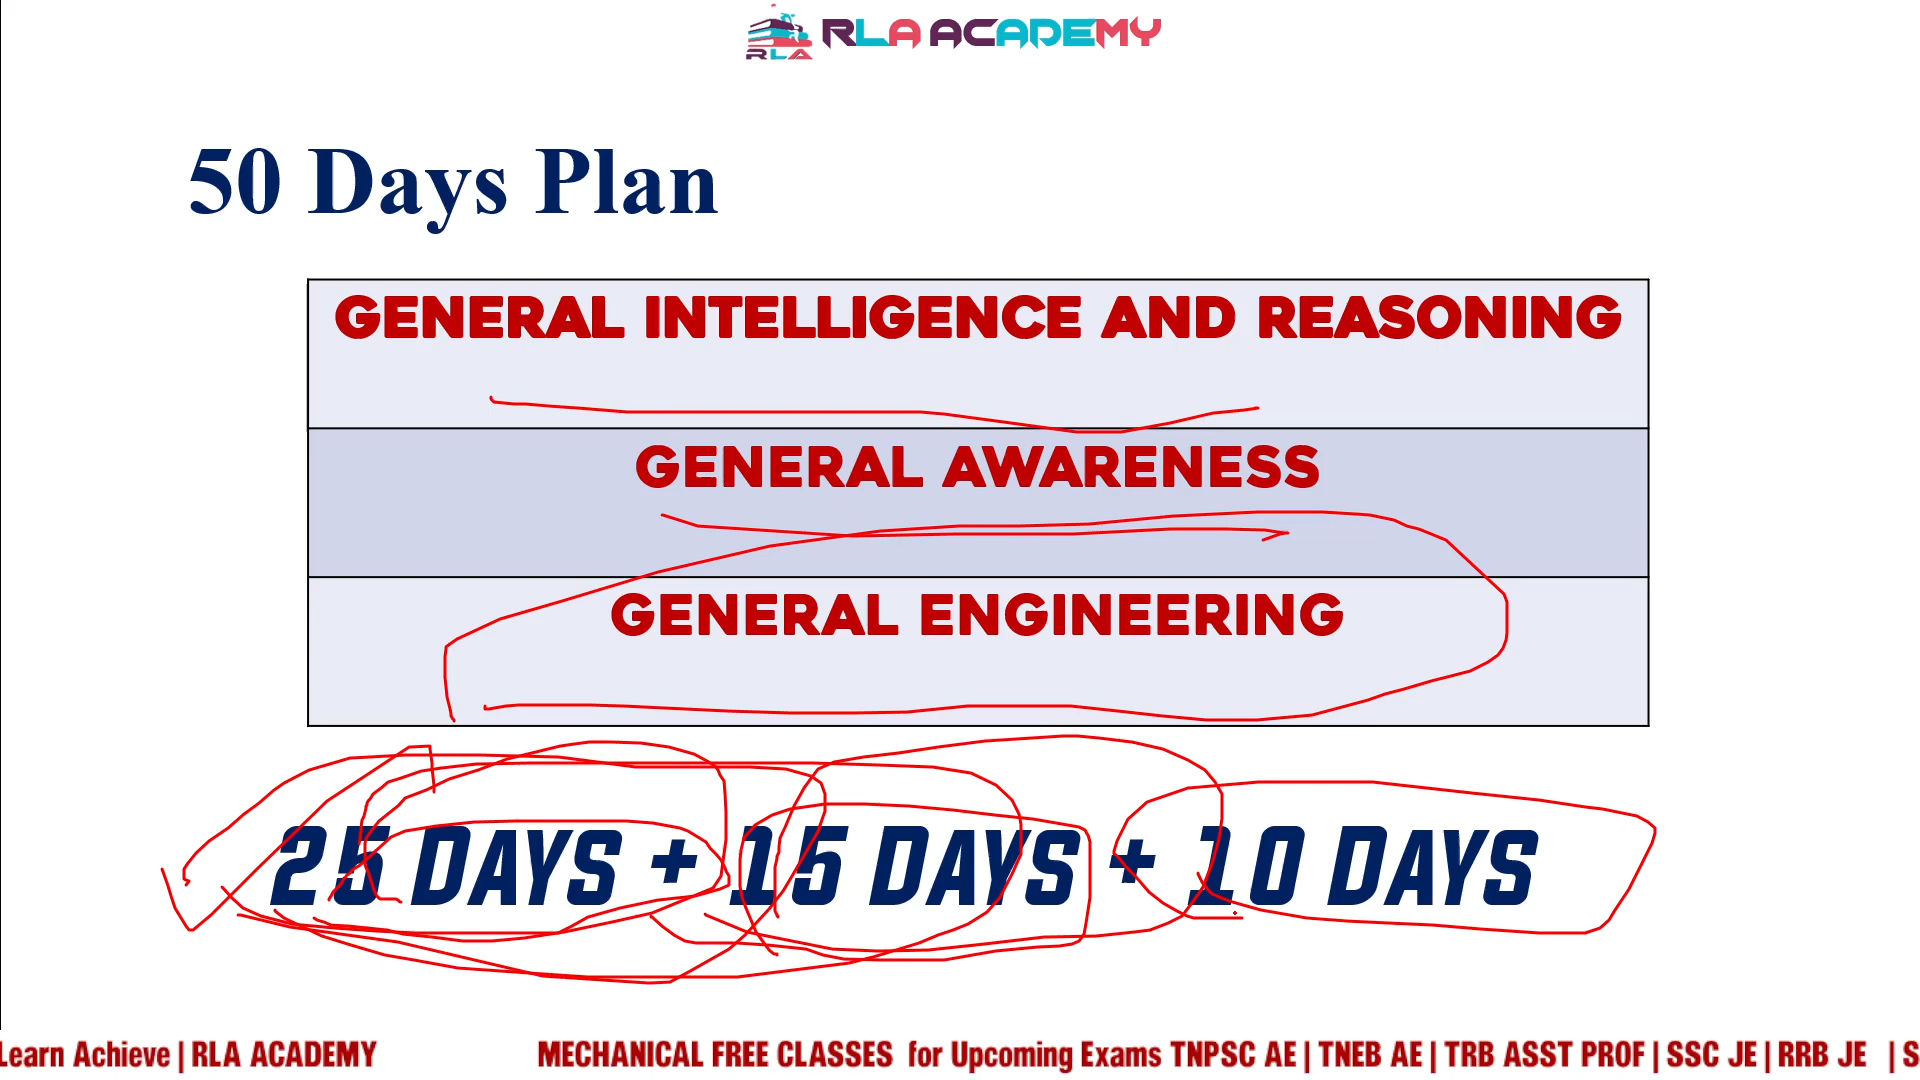 RLA
RLA ACADEMY
50 Days Plan
GENERAL INTELLIGENCE AND REASONING
GENERAL AWARENESS
GENERAL ENGINEERING
25 DAYS + 15 DAYS + 10 DAYS
Learn Achieve | RLA ACADEMY MECHANICAL FREE CLASSES for Upcoming Exams TNPSC AE | TNEB AE | TRB ASST PROF | SSC JE | RRB JE | S